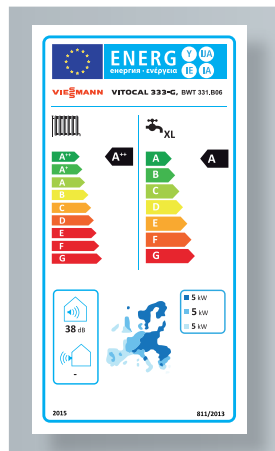 ENERG Y UA
енергия · ενέργεια IE IA
VIESMANN VITOCAL 333-G, BWT 331.B06
XL
A++ A++
A+
A
B
C
D
E
F
G
A A
B
C
D
E
F
G
38 dB
-
5 kW
5 kW
5 kW
2015 811/2013